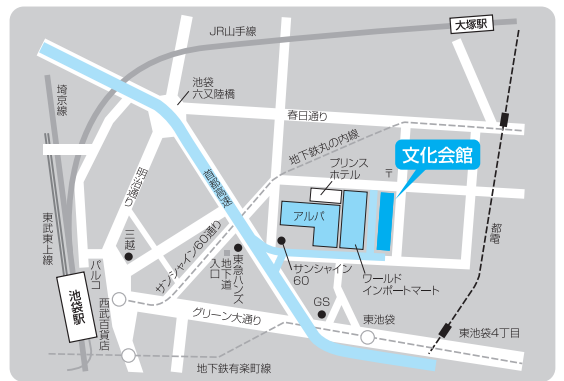 大塚駅
JR山手線
埼京線
池袋
六又陸橋
春日通り
地下鉄丸の内線
文化会館
プリンス
ホテル
〒
明治通り
首都高速
アルパ
都電
東武東上線
三越
サンシャイン60通り
東急ハンズ
地下道
入口
サンシャイン
60
ワールド
インポートマート
パルコ
池袋駅
西武百貨店
GS
グリーン大通り
東池袋
東池袋4丁目
地下鉄有楽町線